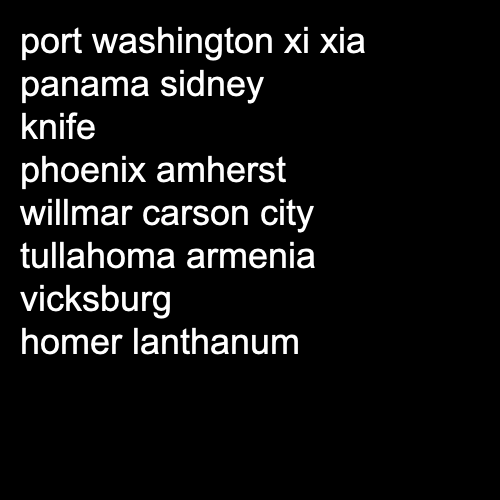 port washington xi xia
panama sidney
knife
phoenix amherst
willmar carson city
tullahoma armenia
vicksburg
homer lanthanum